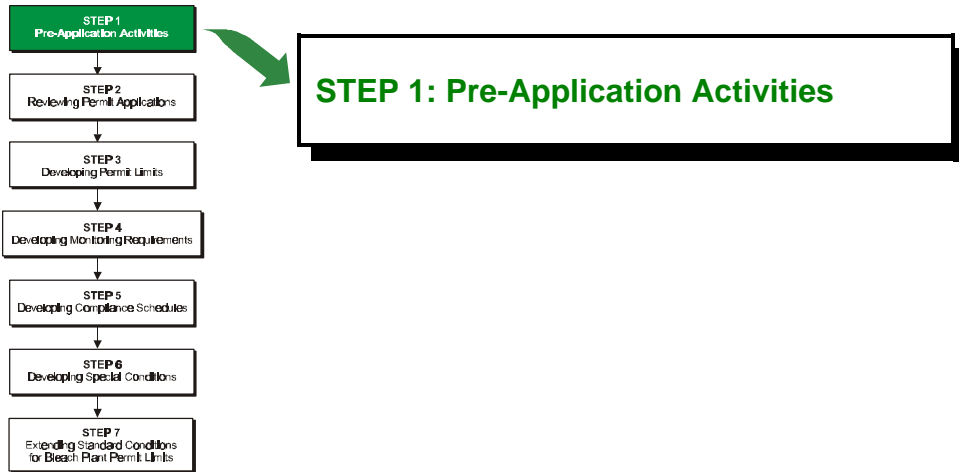 STEP 1
Pre-Application Activities
STEP 2
Reviewing Permit Applications
STEP 3
Developing Permit Limits
STEP 4
Developing Monitoring Requirements
STEP 5
Developing Compliance Schedules
STEP 6
Developing Special Conditions
STEP 7
Extending Standard Conditions
for Bleach Plant Permit Limits
STEP 1: Pre-Application Activities